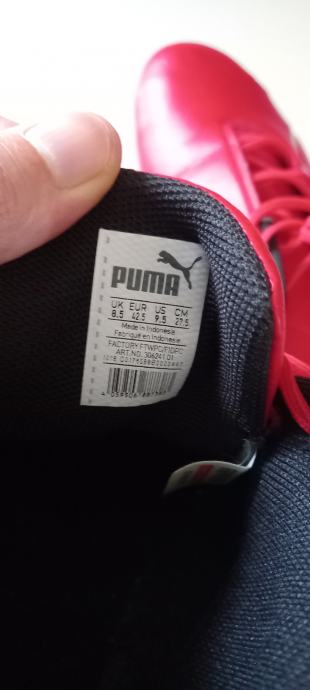 PUMA
UK EUR US CM
8.5 42.5 9.5 27.5
Made in Indonesia
Fabriqué en Indonésie
ART.NO. 306241 01